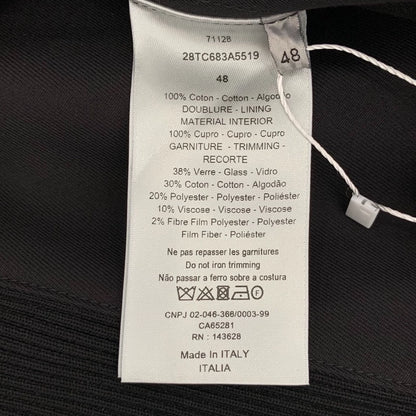 71128
28TC683A5519
48
48
100% Coton - Cotton - Algodão
DOUBLURE - LINING
MATERIAL INTERIOR
100% Cupro - Cupro - Cupro
GARNITURE - TRIMMING -
RECORTE
38% Verre - Glass - Vidro
30% Coton - Cotton - Algodão
20% Polyester - Polyester - Poliéster
10% Viscose - Viscose - Viscose
2% Fibre Film Polyester - Polyester
Film Fiber - Poliéster
Ne pas repasser les garnitures
Do not iron trimming
Não passar a ferro sobre a costura
CNPJ 02-046-366/0003-99
CA65281
RN : 143628
Made In ITALY
ITALIA